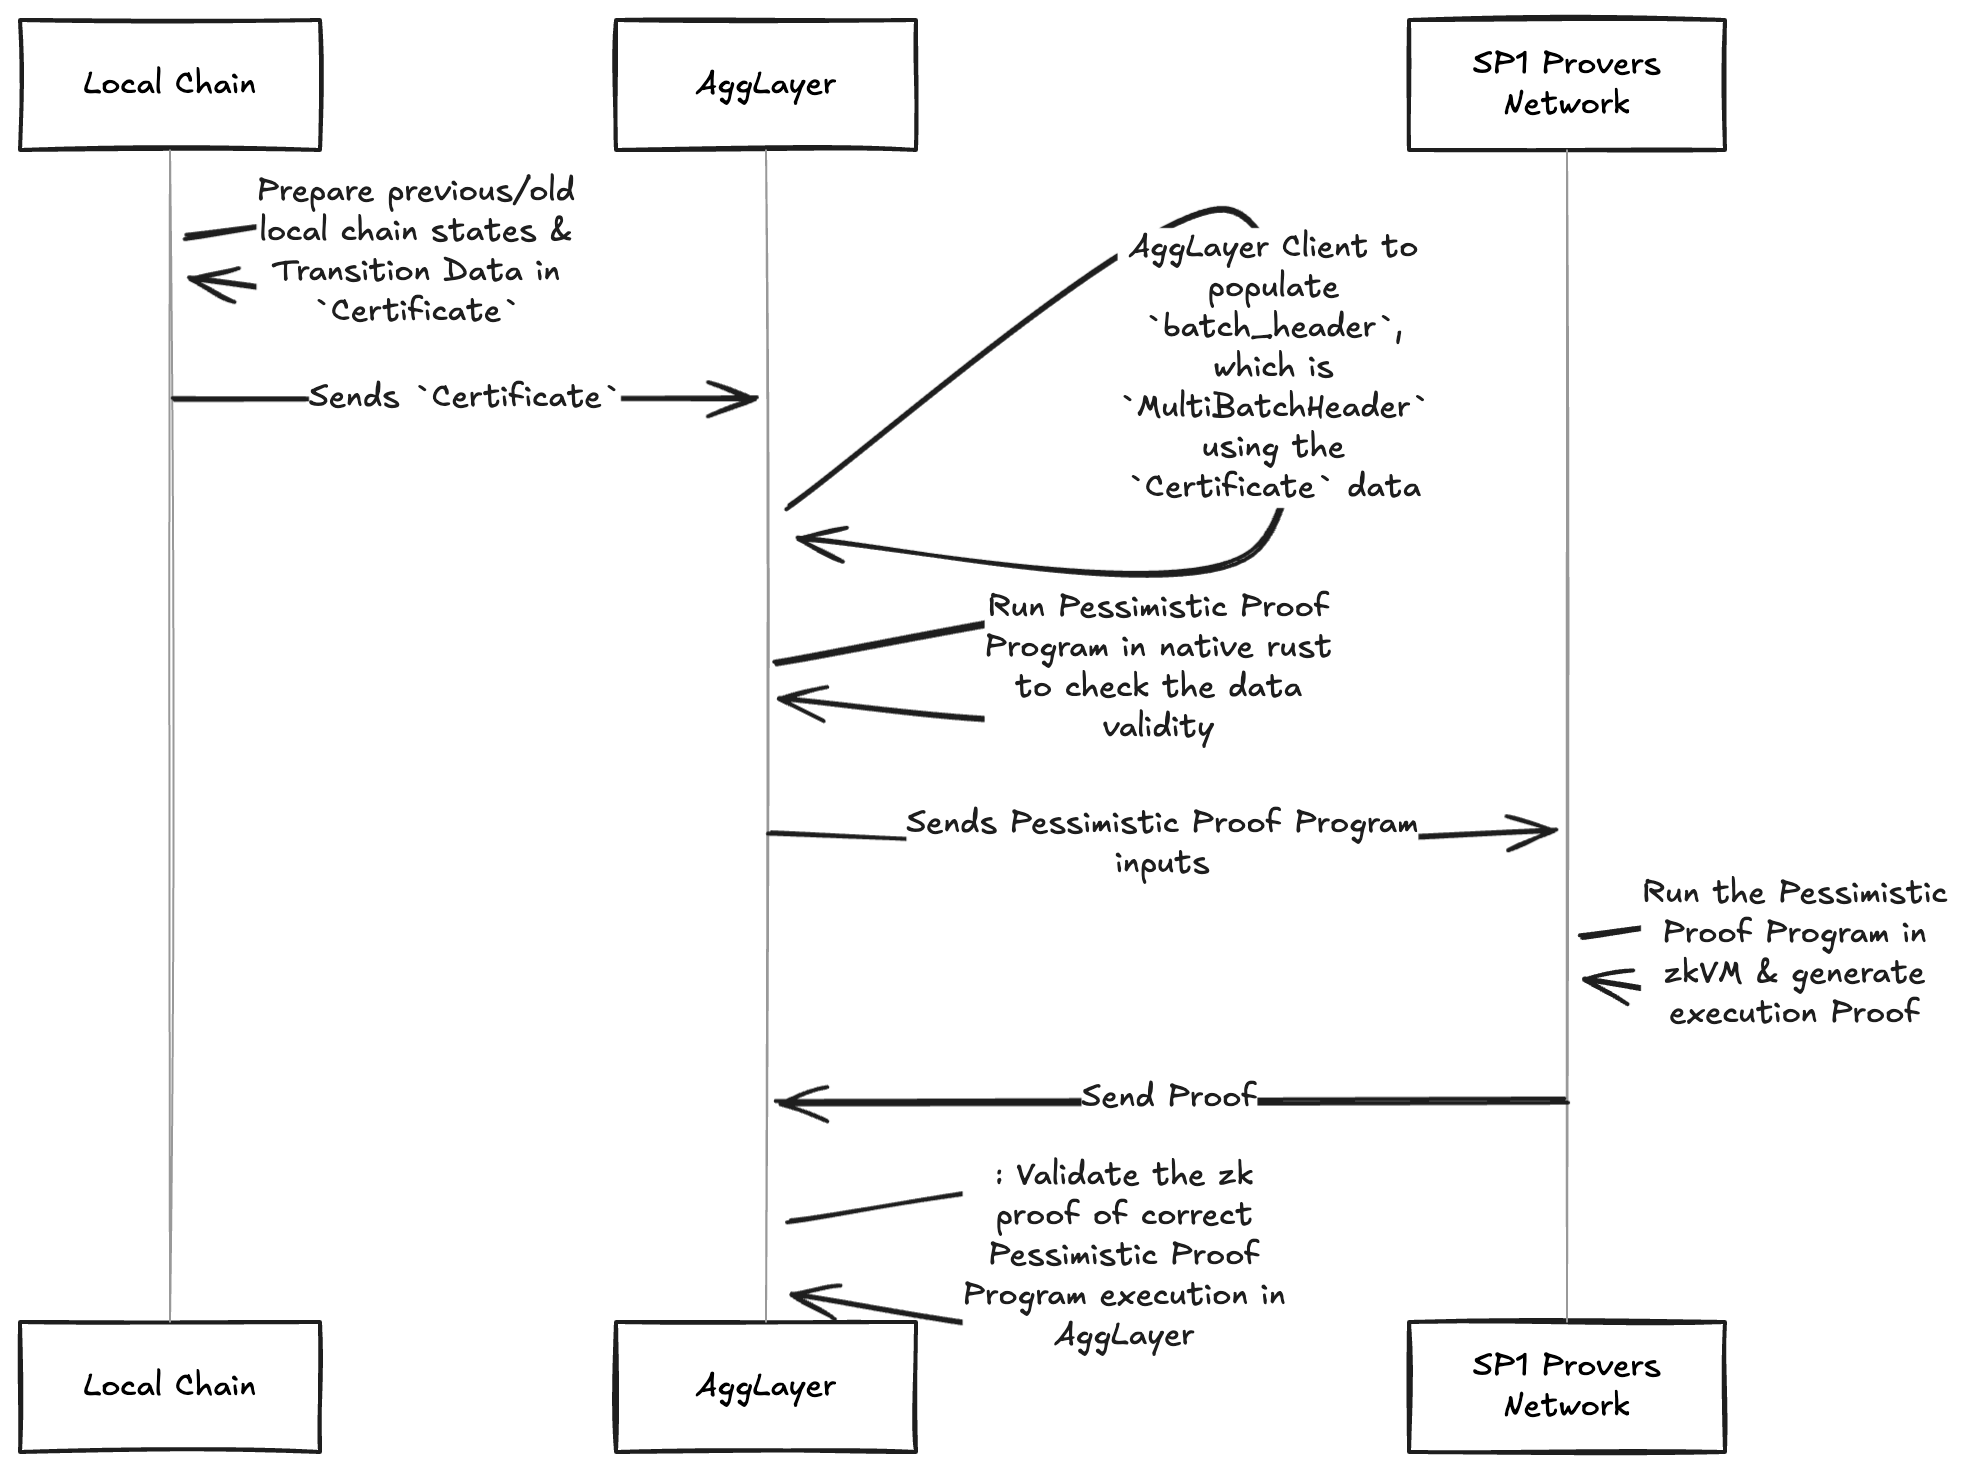 Local Chain
AggLayer
SP1 Provers
Network
Prepare previous/old
local chain states &
Transition Data in
`Certificate`
Sends `Certificate`
AggLayer Client to
populate
`batch_header`,
which is
`MultiBatchHeader`
using the
`Certificate` data
Run Pessimistic Proof
Program in native rust
to check the data
validity
Sends Pessimistic Proof Program
inputs
Run the Pessimistic
Proof Program in
zkVM & generate
execution Proof
Send Proof
: Validate the zk
proof of correct
Pessimistic Proof
Program execution in
AggLayer
Local Chain
AggLayer
SP1 Provers
Network